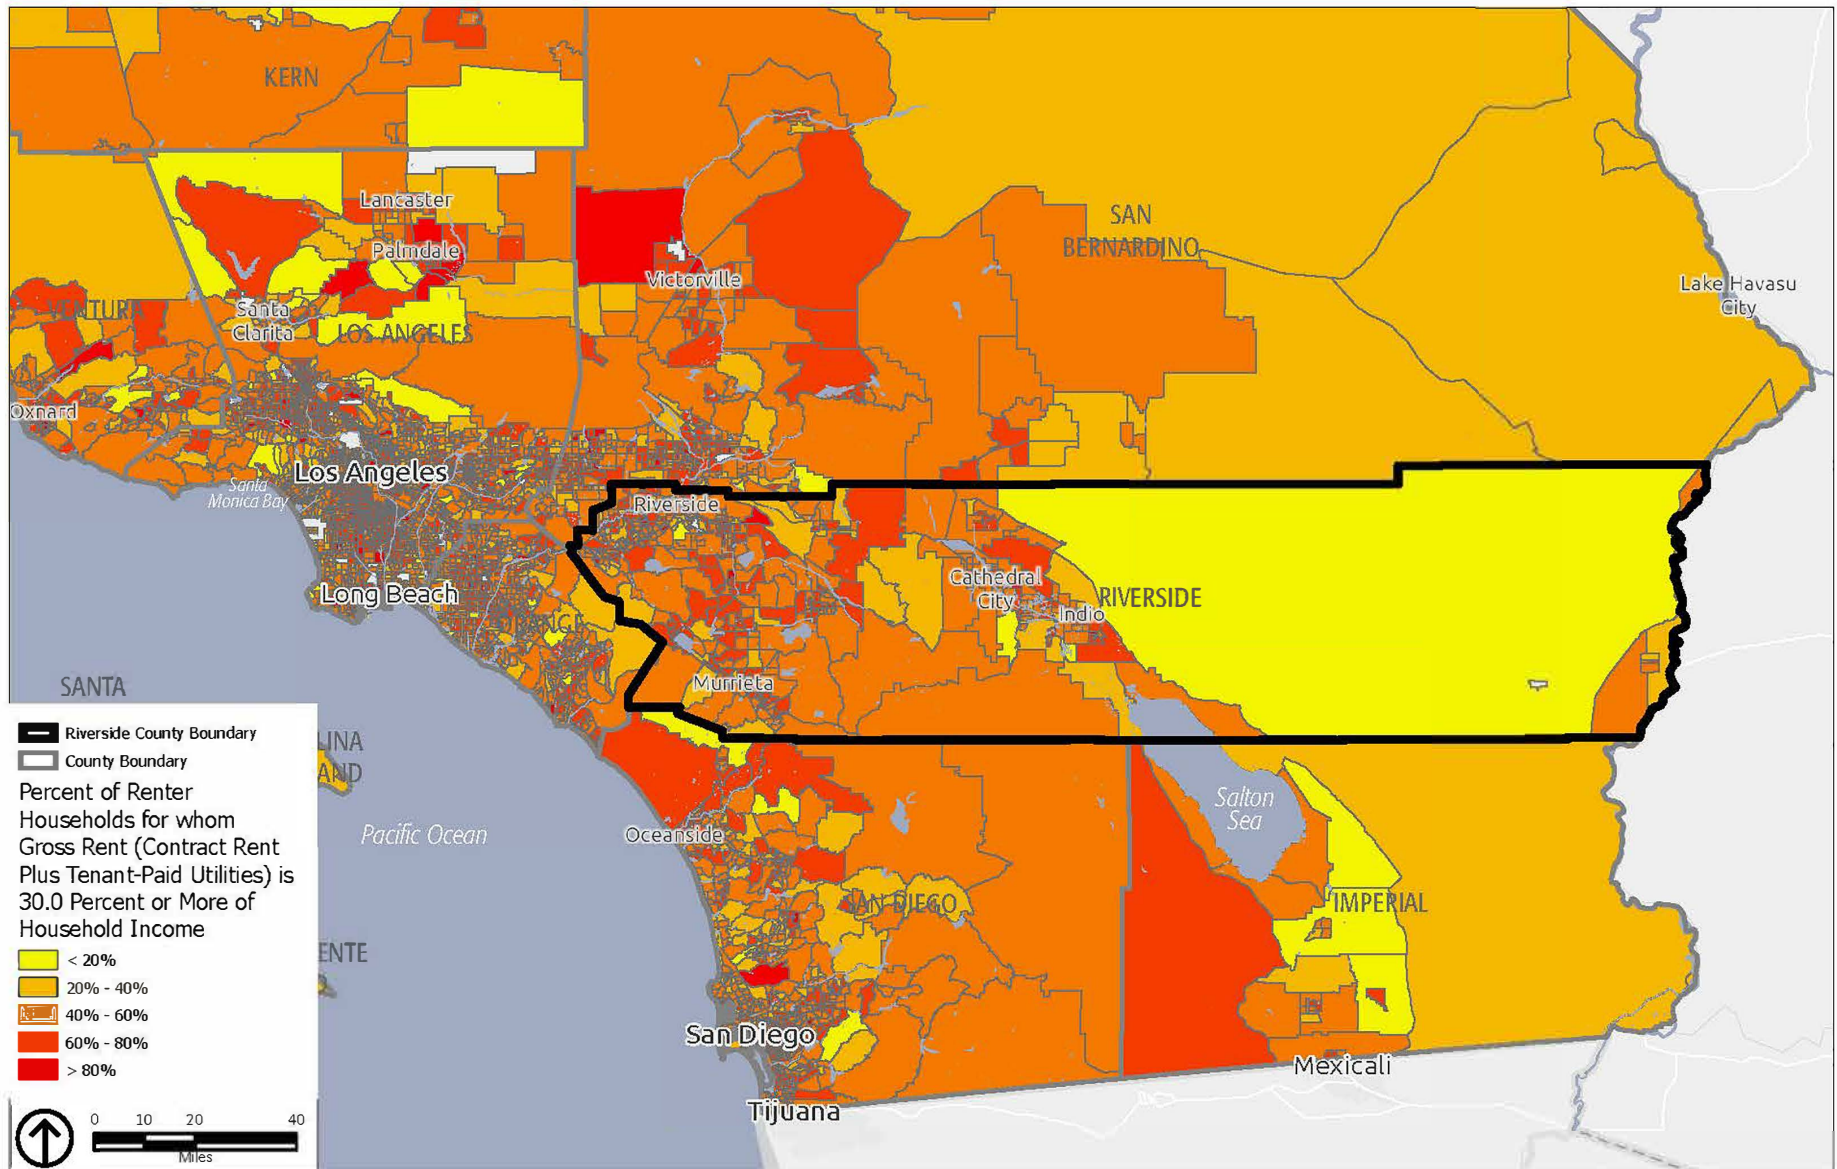 KERN
Lancaster
Palmdale
SAN
BERNARDINO
Victorville
Lake Havasu
City
VENTURA
Santa
Clarita
LOS ANGELES
Oxnard
Los Angeles
Santa
Monica Bay
Riverside
Long Beach
Cathedral
City
RIVERSIDE
Indio
ORANGE
Murrieta
SANTA
LINA
AND
Salton
Sea
Pacific Ocean
Oceanside
SAN DIEGO
IMPERIAL
ENTE
San Diego
Mexicali
Tijuana
Riverside County Boundary
County Boundary
Percent of Renter
Households for whom
Gross Rent (Contract Rent
Plus Tenant-Paid Utilities) is
30.0 Percent or More of
Household Income
< 20%
20% - 40%
40% - 60%
60% - 80%
> 80%
0 10 20 40
Miles